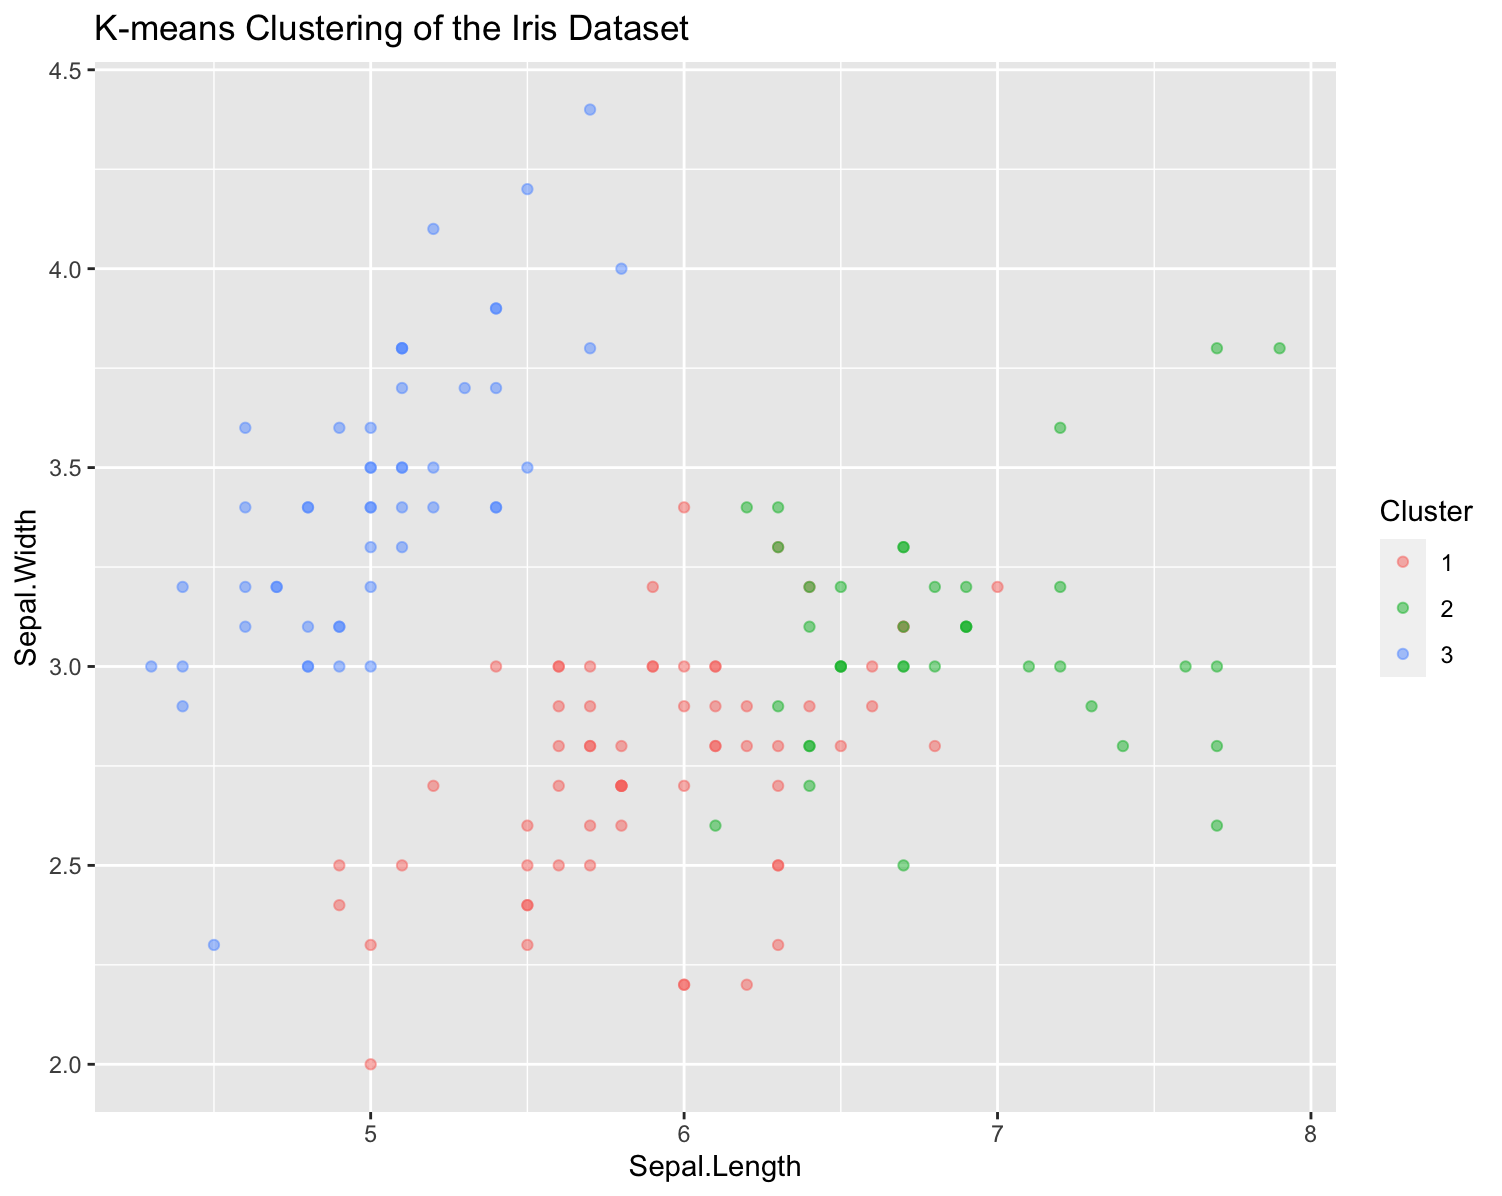 K-means Clustering of the Iris Dataset
4.5
4.0
3.5
3.0
2.5
2.0
Sepal.Width
5 6 7 8
Sepal.Length
Cluster
1
2
3